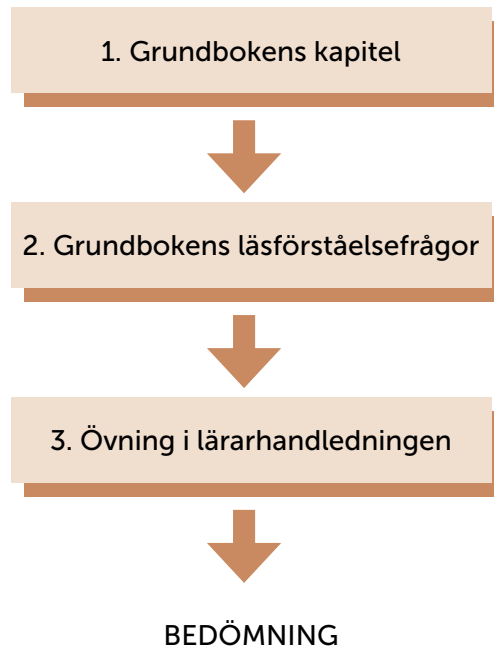 1. Grundbokens kapitel
2. Grundbokens läsförståelsefrågor
3. Övning i lärarhandledningen
BEDÖMNING